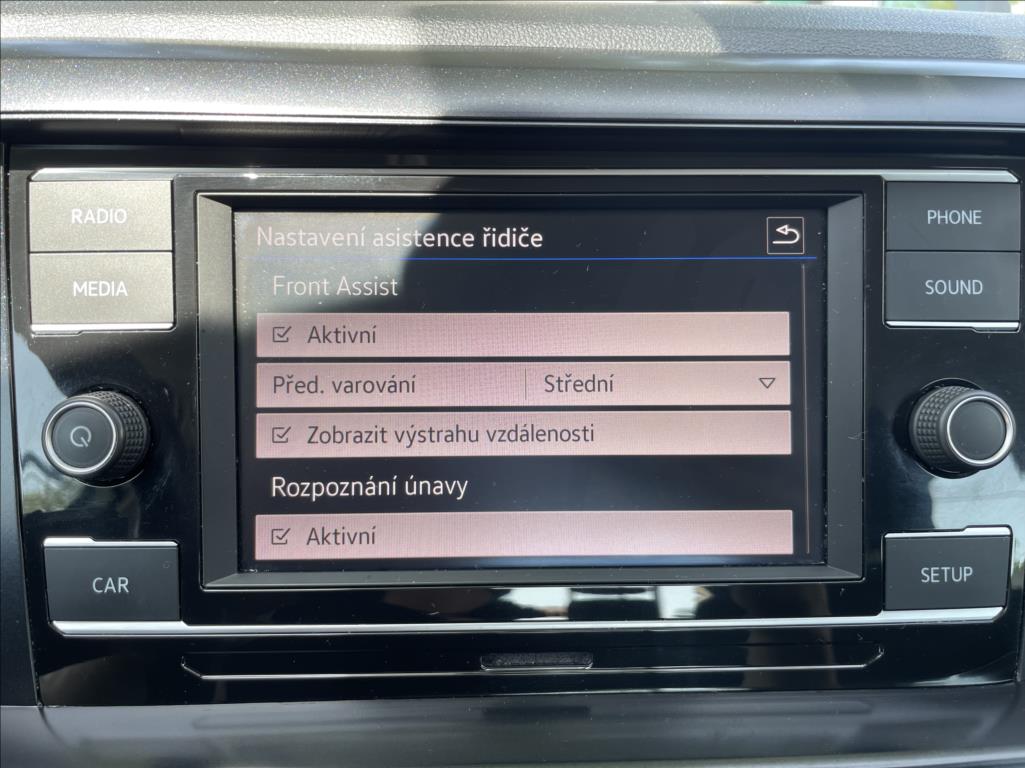 RADIO
MEDIA
PHONE
SOUND
Nastavení asistence řidiče
Front Assist
Aktivní
Před. varování Střední
Zobrazit výstrahu vzdálenosti
Rozpoznání únavy
Aktivní
CAR
SETUP